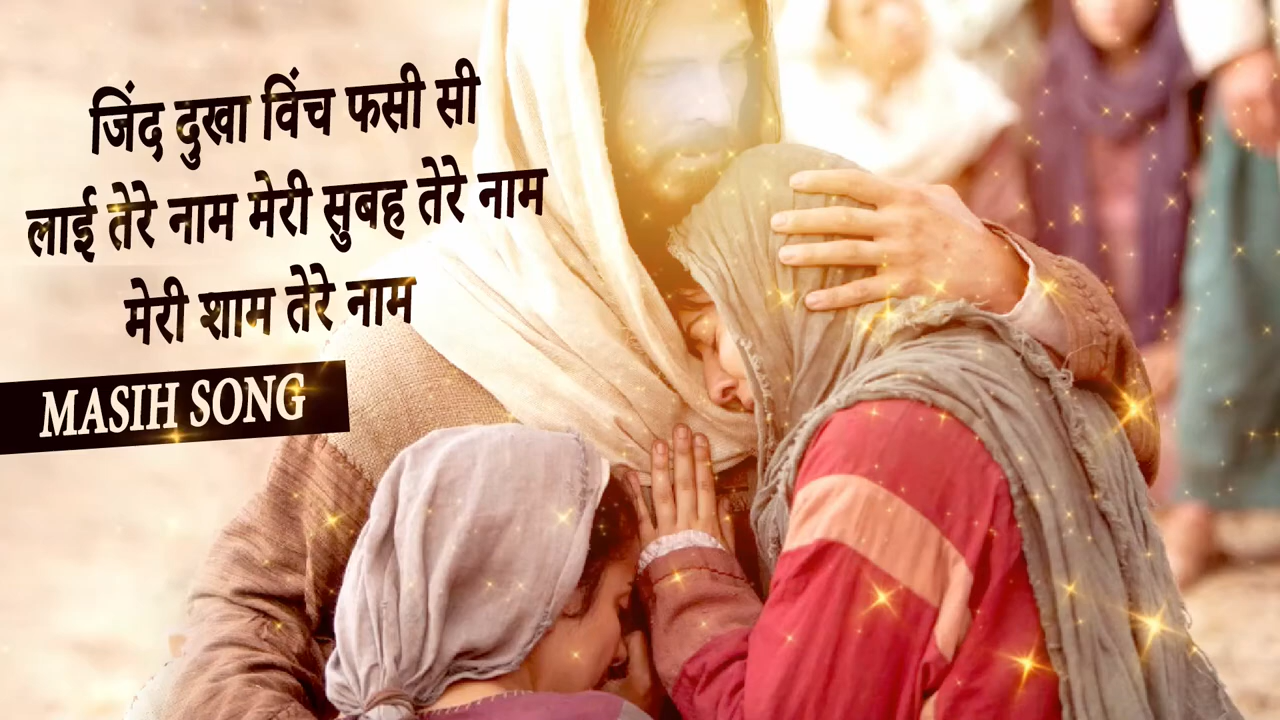 जिंद दुखा विंच फसी सी
लाई तेरे नाम मेरी सुबह तेरे नाम
मेरी शाम तेरे नाम
MASIH SONG